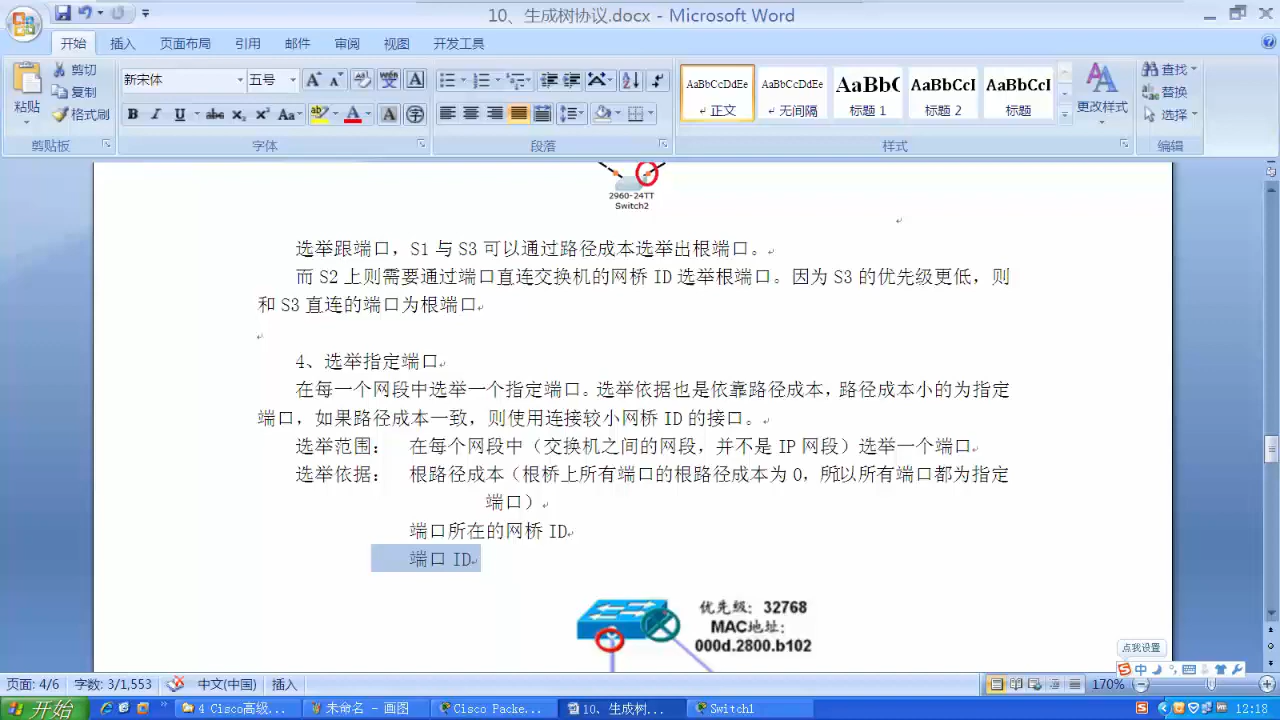 10、生成树协议.docx - Microsoft Word
开始 插入 页面布局 引用 邮件 审阅 视图 开发工具
粘贴 剪切 复制 格式刷 剪贴板
新宋体 五号 字体
段落
AaBbCcDdEe 正文 AaBbCcDdEe 无间隔 AaBbC 标题 1 AaBbCcI 标题 2 AaBbCcI 标题 更改样式 样式
查找 替换 选择 编辑
2960-24TT
Switch2
选举跟端口，S1 与 S3 可以通过路径成本选举出根端口。
而 S2 上则需要通过端口直连交换机的网桥 ID 选举根端口。因为 S3 的优先级更低，则
和 S3 直连的端口为根端口
4、选举指定端口
在每一个网段中选举一个指定端口。选举依据也是依靠路径成本，路径成本小的为指定
端口，如果路径成本一致，则使用连接较小网桥 ID 的接口。
选举范围： 在每个网段中（交换机之间的网段，并不是 IP 网段）选举一个端口
选举依据： 根路径成本（根桥上所有端口的根路径成本为 0，所以所有端口都为指定
端口）
端口所在的网桥 ID
端口 ID
优先级：32768
MAC地址：
000d.2800.b102
点我设置
中
页面: 4/6 字数: 3/1,553 中文(中国) 插入 170%
开始 4 Cisco高级... 未命名 - 画图 Cisco Packe... 10、生成树... Switch1 12:18